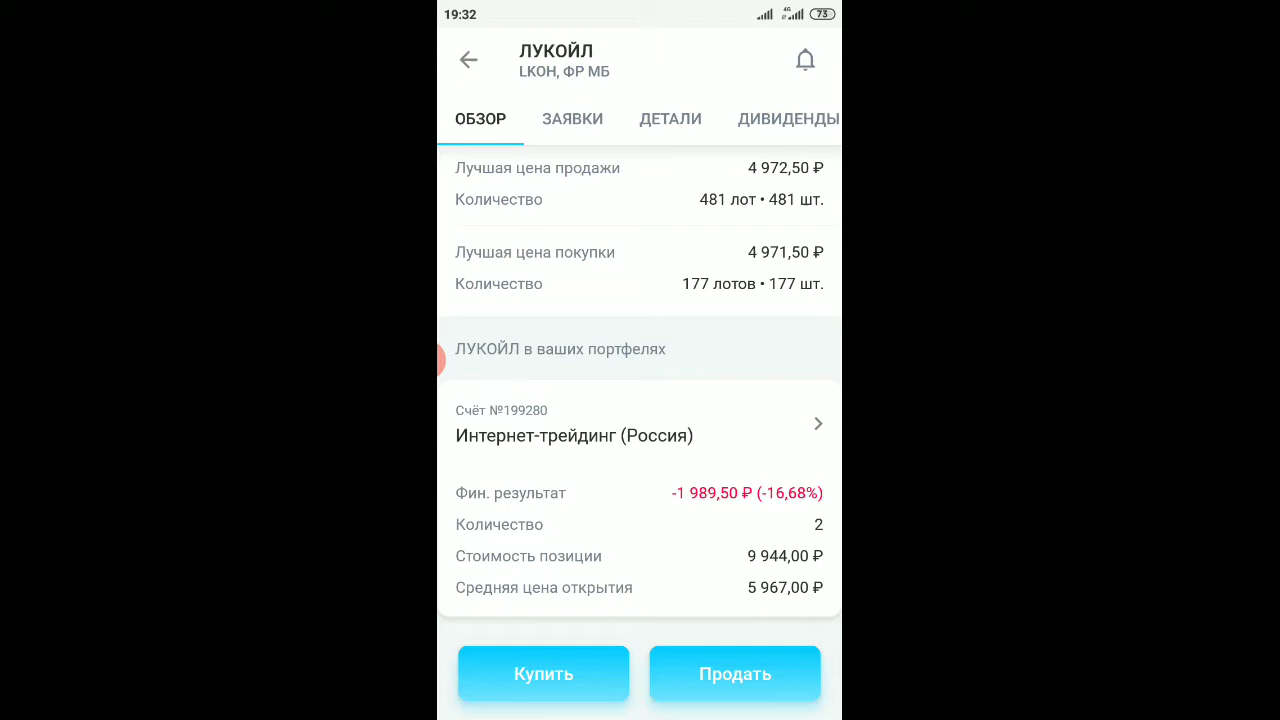 19:32
4G 73
ЛУКОЙЛ
LKOH, ФР МБ
ОБЗОР ЗАЯВКИ ДЕТАЛИ ДИВИДЕНДЫ
Лучшая цена продажи 4 972,50 ₽
Количество 481 лот • 481 шт.
Лучшая цена покупки 4 971,50 ₽
Количество 177 лотов • 177 шт.
ЛУКОЙЛ в ваших портфелях
Счёт №199280
Интернет-трейдинг (Россия)
Фин. результат -1 989,50 ₽ (-16,68%)
Количество 2
Стоимость позиции 9 944,00 ₽
Средняя цена открытия 5 967,00 ₽
Купить Продать